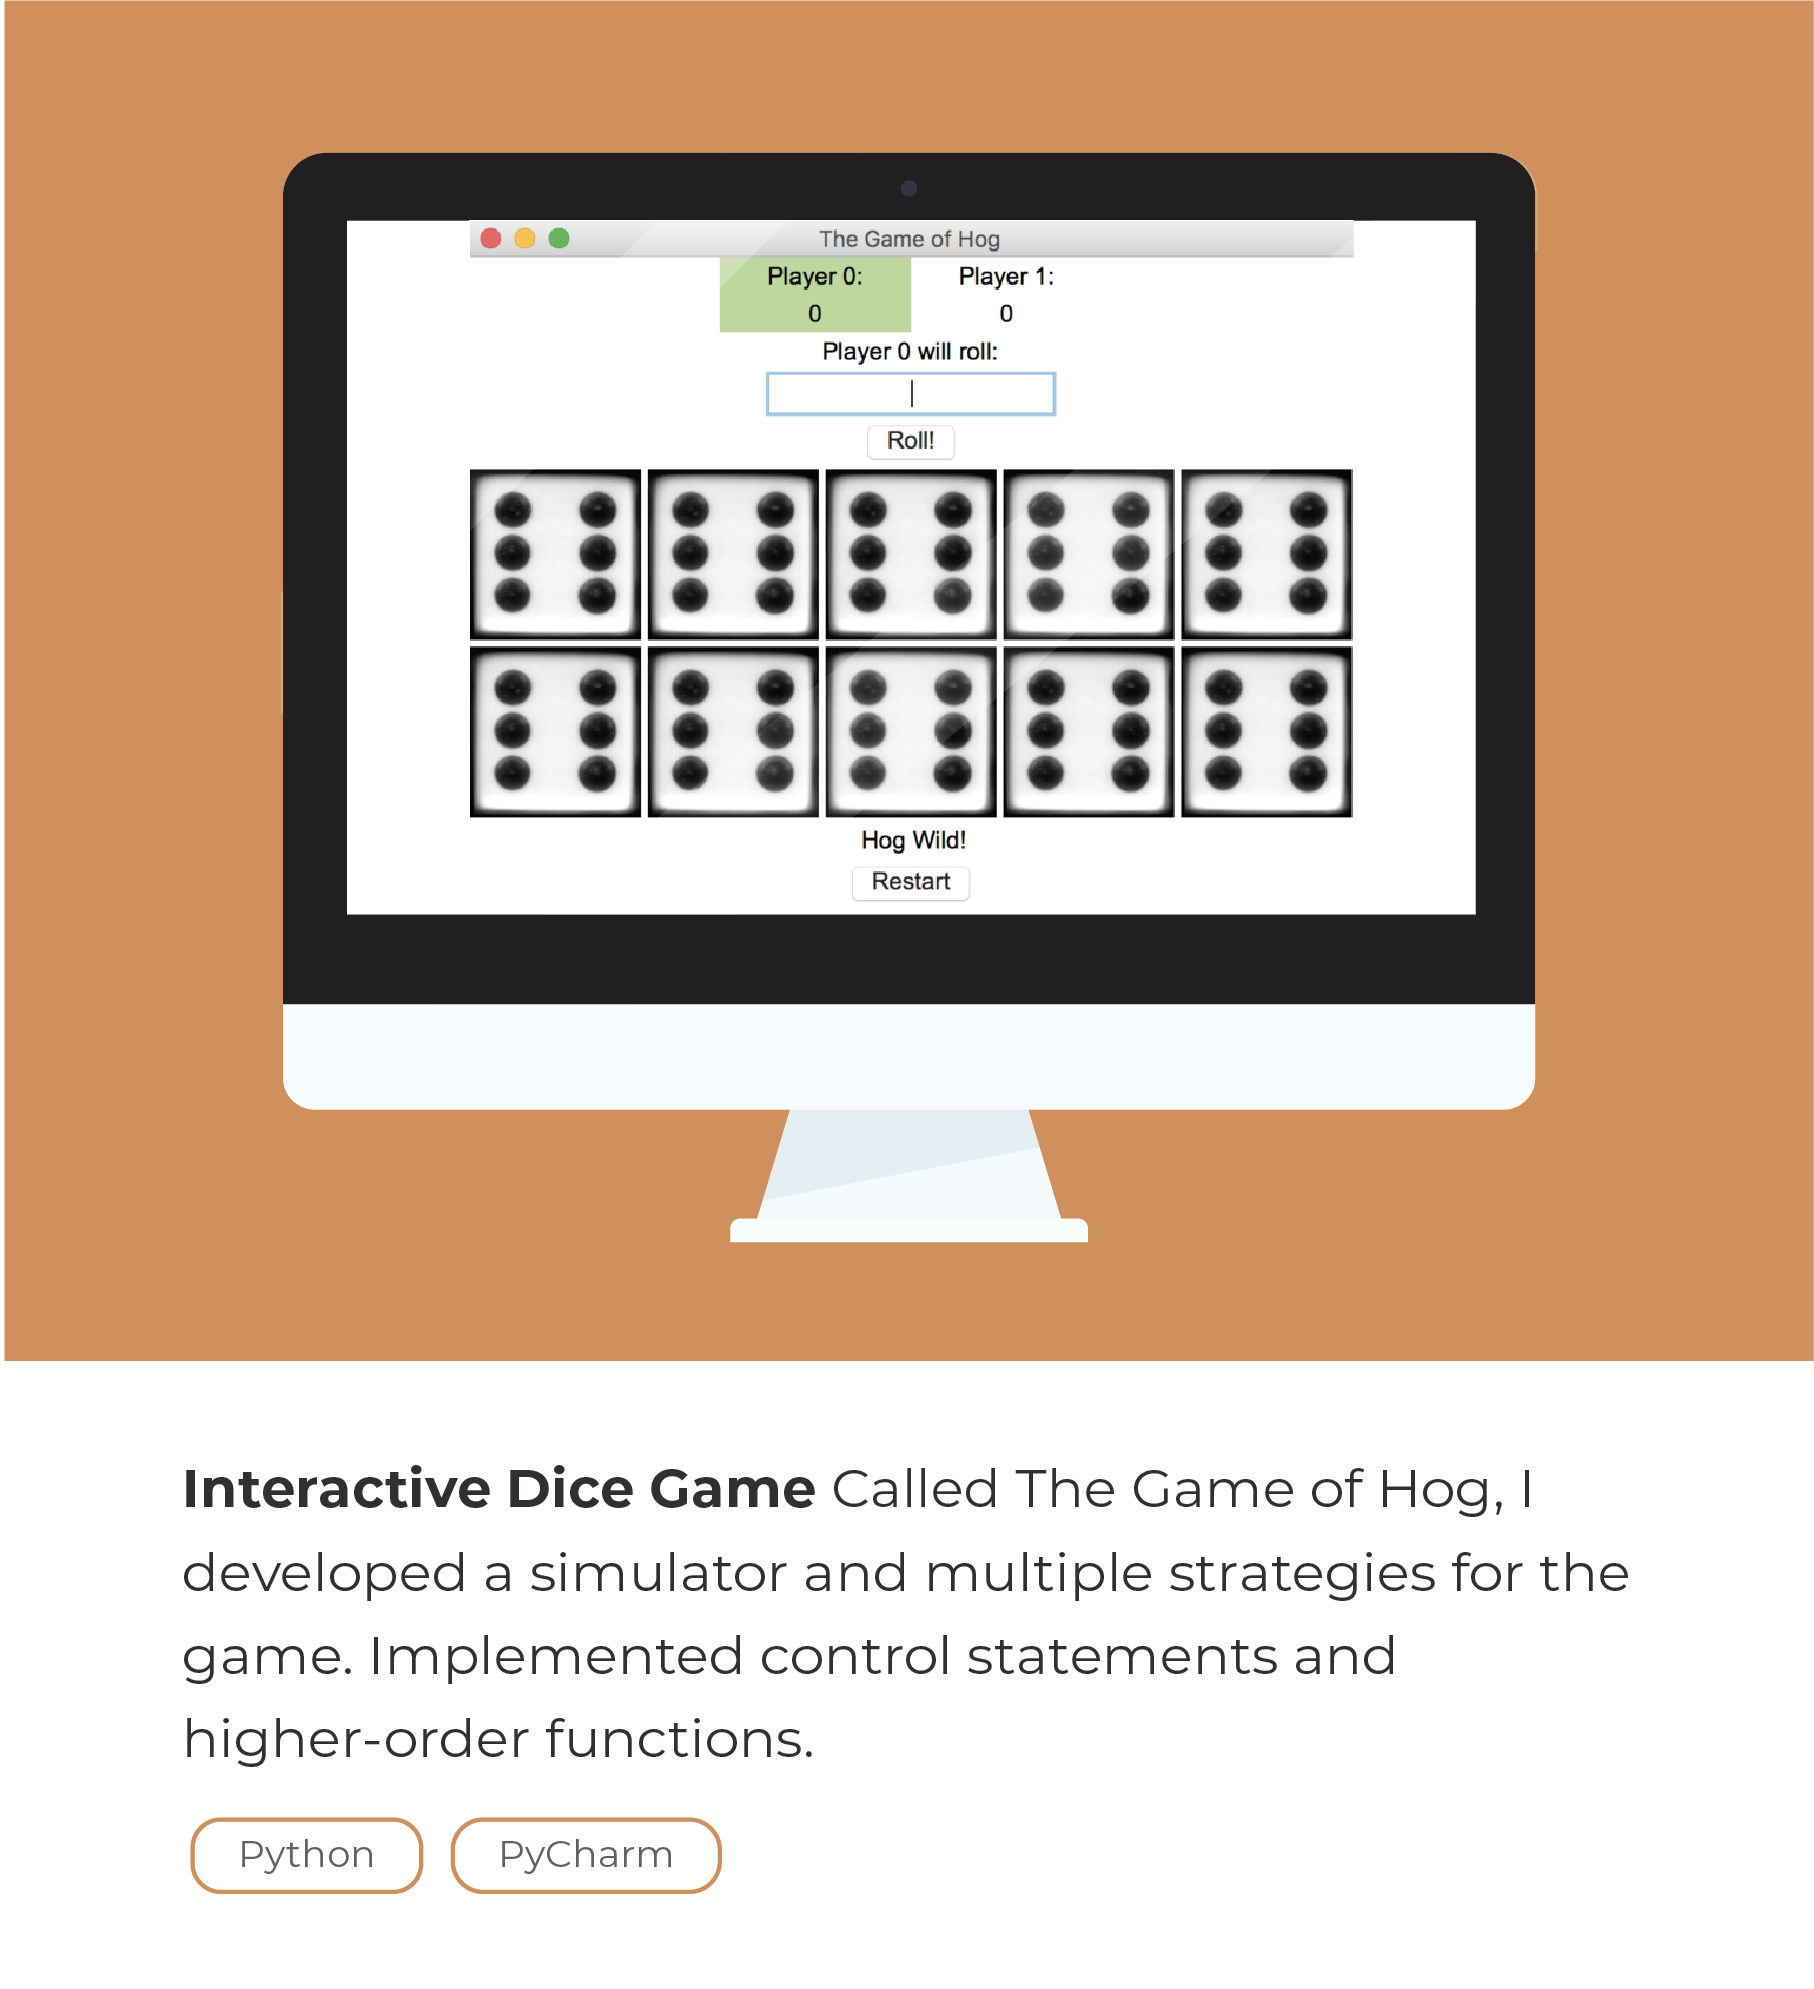 The Game of Hog
Player 0: Player 1:
0 0
Player 0 will roll:
Roll!
Hog Wild!
Restart
Interactive Dice Game Called The Game of Hog, I
developed a simulator and multiple strategies for the
game. Implemented control statements and
higher-order functions.
Python PyCharm